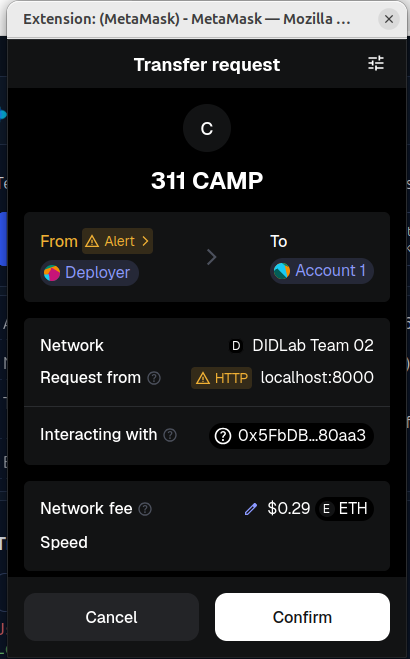 Extension: (MetaMask) - MetaMask — Mozilla ...
Transfer request
C
311 CAMP
From Alert
To
Deployer
Account 1
Network D DIDLab Team 02
Request from HTTP localhost:8000
Interacting with 0x5FbDB...80aa3
Network fee $0.29 E ETH
Speed
Cancel
Confirm